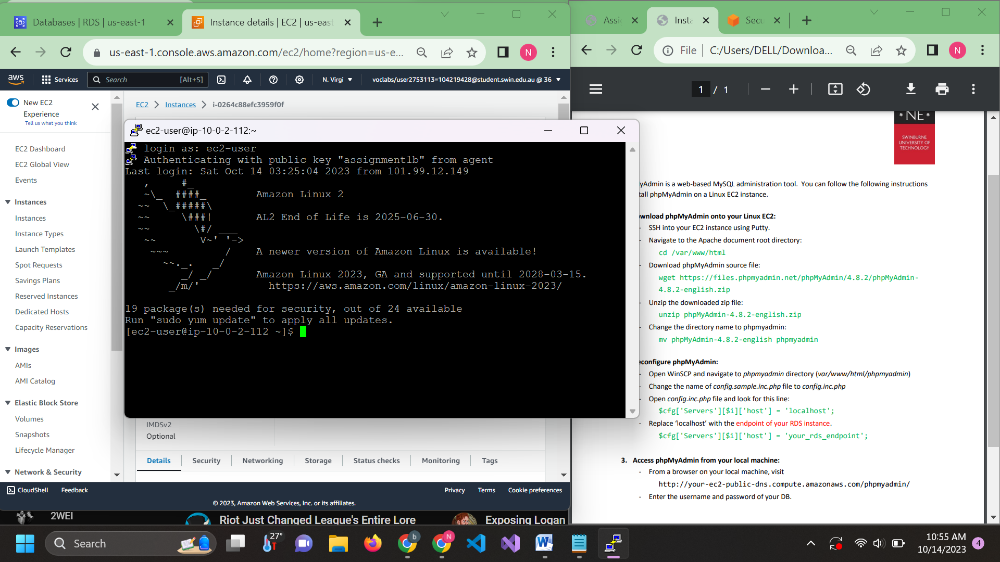 Databases | RDS | us-east-1
Instance details | EC2 | us-east
us-east-1.console.aws.amazon.com/ec2/home?region=us-e...
N
aws
Services
Search
[Alt+S]
N. Virgi
voclabs/user2753113=104219428@student.swin.edu.au @ 36
New EC2
Experience
Tell us what you think
EC2 Dashboard
EC2 Global View
Events
Instances
Instances
Instance Types
Launch Templates
Spot Requests
Savings Plans
Reserved Instances
Dedicated Hosts
Capacity Reservations
Images
AMIs
AMI Catalog
Elastic Block Store
Volumes
Snapshots
Lifecycle Manager
Network & Security
EC2 > Instances > i-0264c88efc3959f0f
ec2-user@ip-10-0-2-112:~
login as: ec2-user
Authenticating with public key "assignment1b" from agent
Last login: Sat Oct 14 03:25:04 2023 from 101.99.12.149
   ,     #_
   ~\_  ####_        Amazon Linux 2
  ~~  \_#####\
  ~~     \###|       AL2 End of Life is 2025-06-30.
  ~~       \#/ ___
   ~~       V~' '->
    ~~~         /    A newer version of Amazon Linux is available!
      ~~._.   _/
         _/ _/       Amazon Linux 2023, GA and supported until 2028-03-15.
       _/m/'           https://aws.amazon.com/linux/amazon-linux-2023/
19 package(s) needed for security, out of 24 available
Run "sudo yum update" to apply all updates.
[ec2-user@ip-10-0-2-112 ~]$
IMDSv2
Optional
Details
Security
Networking
Storage
Status checks
Monitoring
Tags
CloudShell
Feedback
Privacy
Terms
Cookie preferences
© 2023, Amazon Web Services, Inc. or its affiliates.
2WEI
Riot Just Changed League's Entire Lore
Exposing Logan
Assi
Insta
Secu
File
C:/Users/DELL/Downloa...
N
1 / 1
* NE *
SWINBURNE
UNIVERSITY OF
TECHNOLOGY
yAdmin is a web-based MySQL administration tool. You can follow the following instructions
tall phpMyAdmin on a Linux EC2 instance.
wnload phpMyAdmin onto your Linux EC2:
- SSH into your EC2 instance using Putty.
- Navigate to the Apache document root directory:
cd /var/www/html
- Download phpMyAdmin source file:
wget https://files.phpmyadmin.net/phpMyAdmin/4.8.2/phpMyAdmin-
4.8.2-english.zip
- Unzip the downloaded zip file:
unzip phpMyAdmin-4.8.2-english.zip
- Change the directory name to phpmyadmin:
mv phpMyAdmin-4.8.2-english phpmyadmin
econfigure phpMyAdmin:
- Open WinSCP and navigate to phpmyadmin directory (var/www/html/phpmyadmin)
- Change the name of config.sample.inc.php file to config.inc.php
- Open config.inc.php file and look for this line:
$cfg['Servers'][$i]['host'] = 'localhost';
- Replace ‘localhost’ with the endpoint of your RDS instance.
$cfg['Servers'][$i]['host'] = 'your_rds_endpoint';
3. Access phpMyAdmin from your local machine:
- From a browser on your local machine, visit
http://your-ec2-public-dns.compute.amazonaws.com/phpmyadmin/
- Enter the username and password of your DB.
Search
27°
b
N
10:55 AM
10/14/2023
4